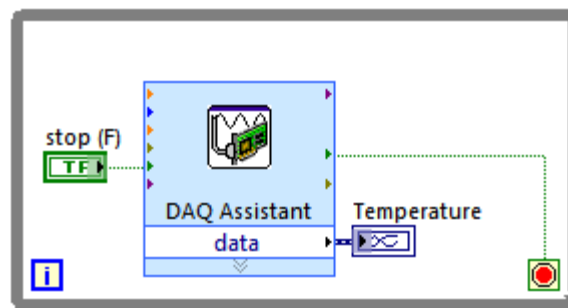 stop (F)
TF
DAQ Assistant
data
Temperature
i